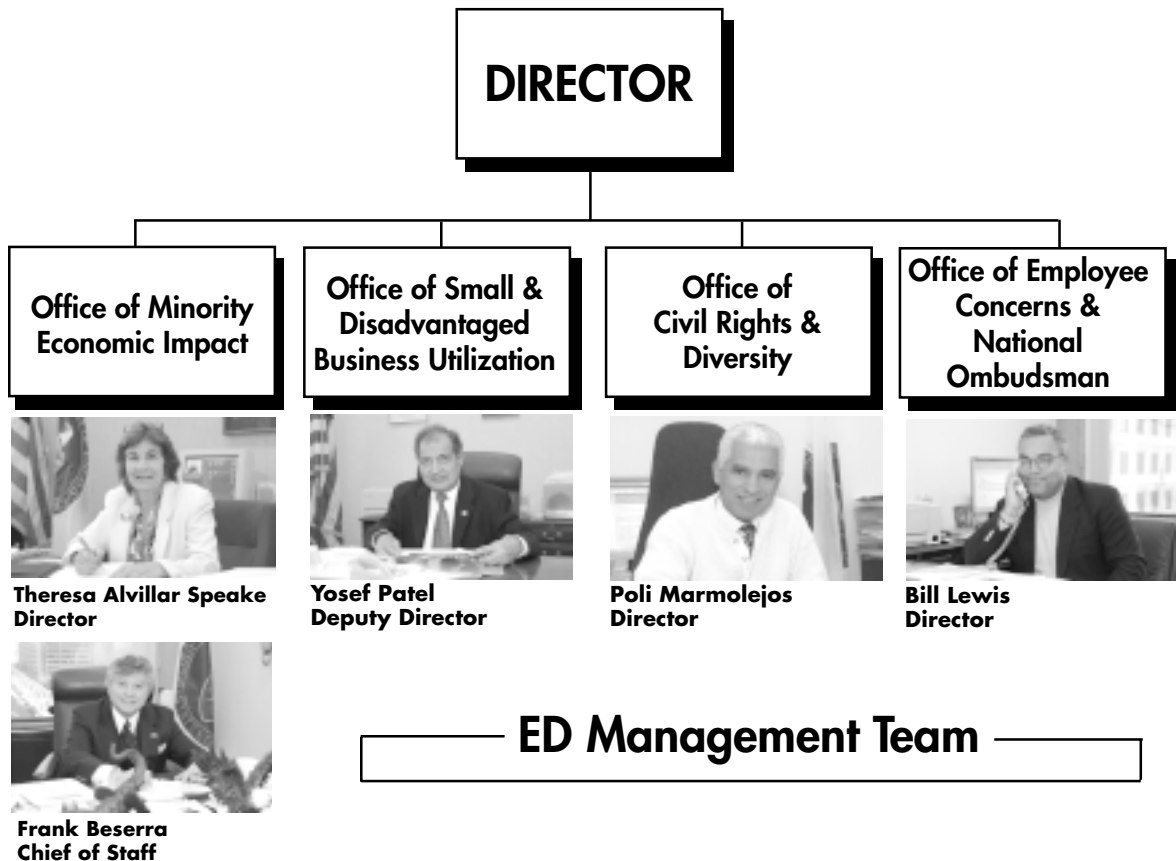 DIRECTOR
Office of Minority
Economic Impact
Office of Small &
Disadvantaged
Business Utilization
Office of
Civil Rights &
Diversity
Office of Employee
Concerns &
National
Ombudsman
Theresa Alvillar Speake
Director
Yosef Patel
Deputy Director
Poli Marmolejos
Director
Bill Lewis
Director
Frank Beserra
Chief of Staff
ED Management Team